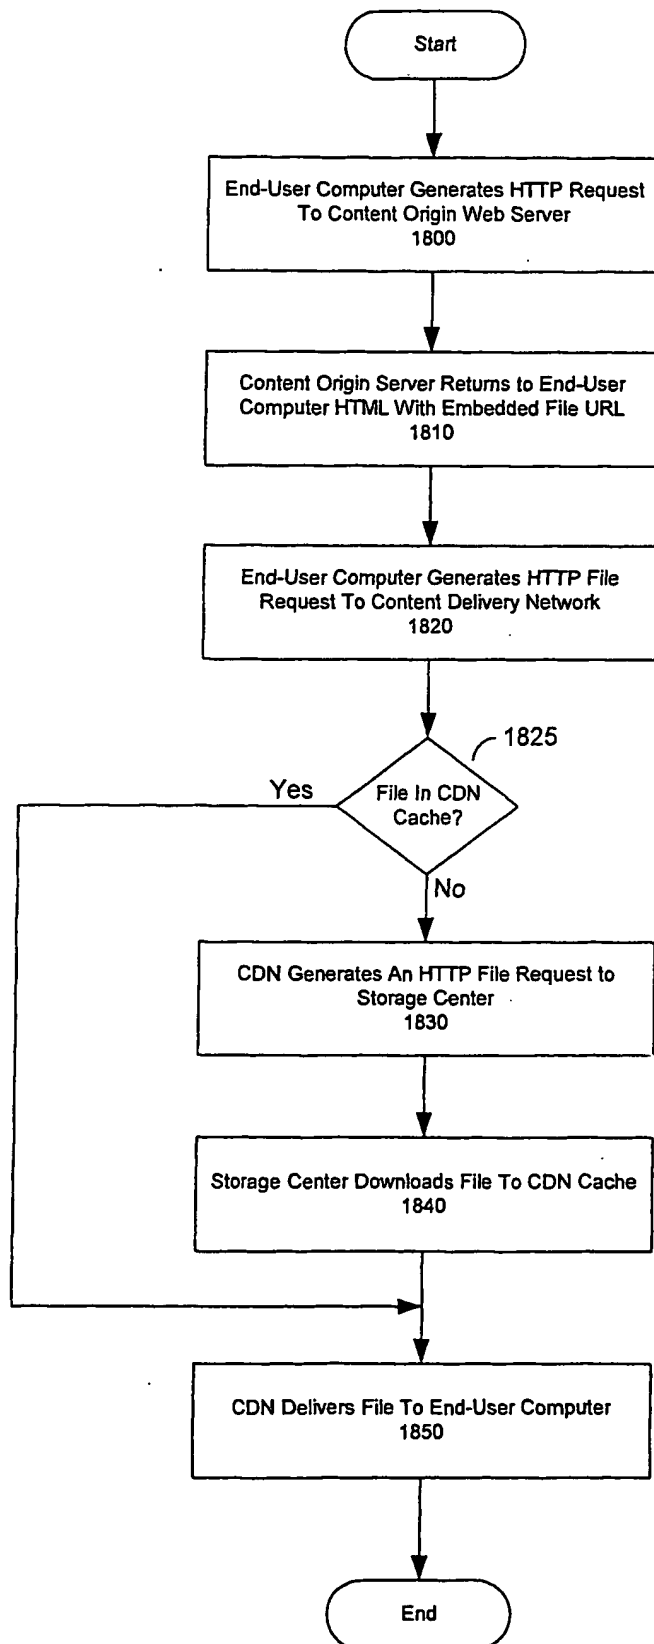 Start
End-User Computer Generates HTTP Request
To Content Origin Web Server
1800
Content Origin Server Returns to End-User
Computer HTML With Embedded File URL
1810
End-User Computer Generates HTTP File
Request To Content Delivery Network
1820
1825
Yes
File In CDN
Cache?
No
CDN Generates An HTTP File Request to
Storage Center
1830
Storage Center Downloads File To CDN Cache
1840
CDN Delivers File To End-User Computer
1850
End